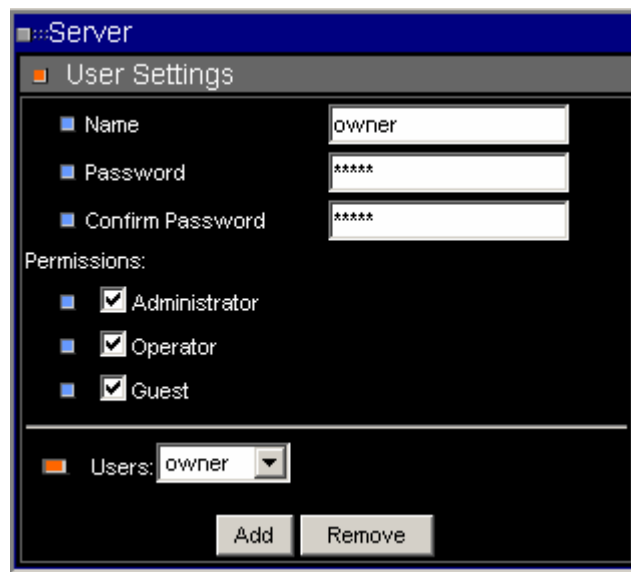 Server
User Settings
Name owner
Password *****
Confirm Password *****
Permissions:
Administrator
Operator
Guest
Users: owner
Add Remove